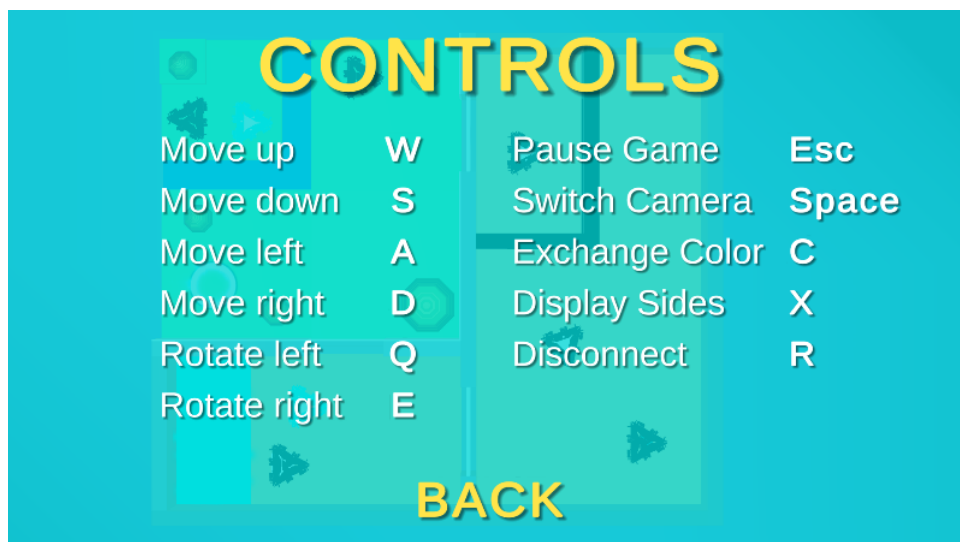 CONTROLS
Move up W
Move down S
Move left A
Move right D
Rotate left Q
Rotate right E
Pause Game Esc
Switch Camera Space
Exchange Color C
Display Sides X
Disconnect R
BACK